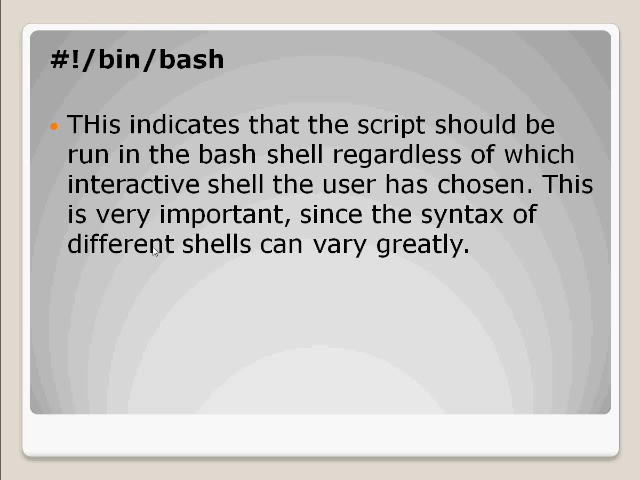 #!/bin/bash
THis indicates that the script should be
run in the bash shell regardless of which
interactive shell the user has chosen. This
is very important, since the syntax of
different shells can vary greatly.